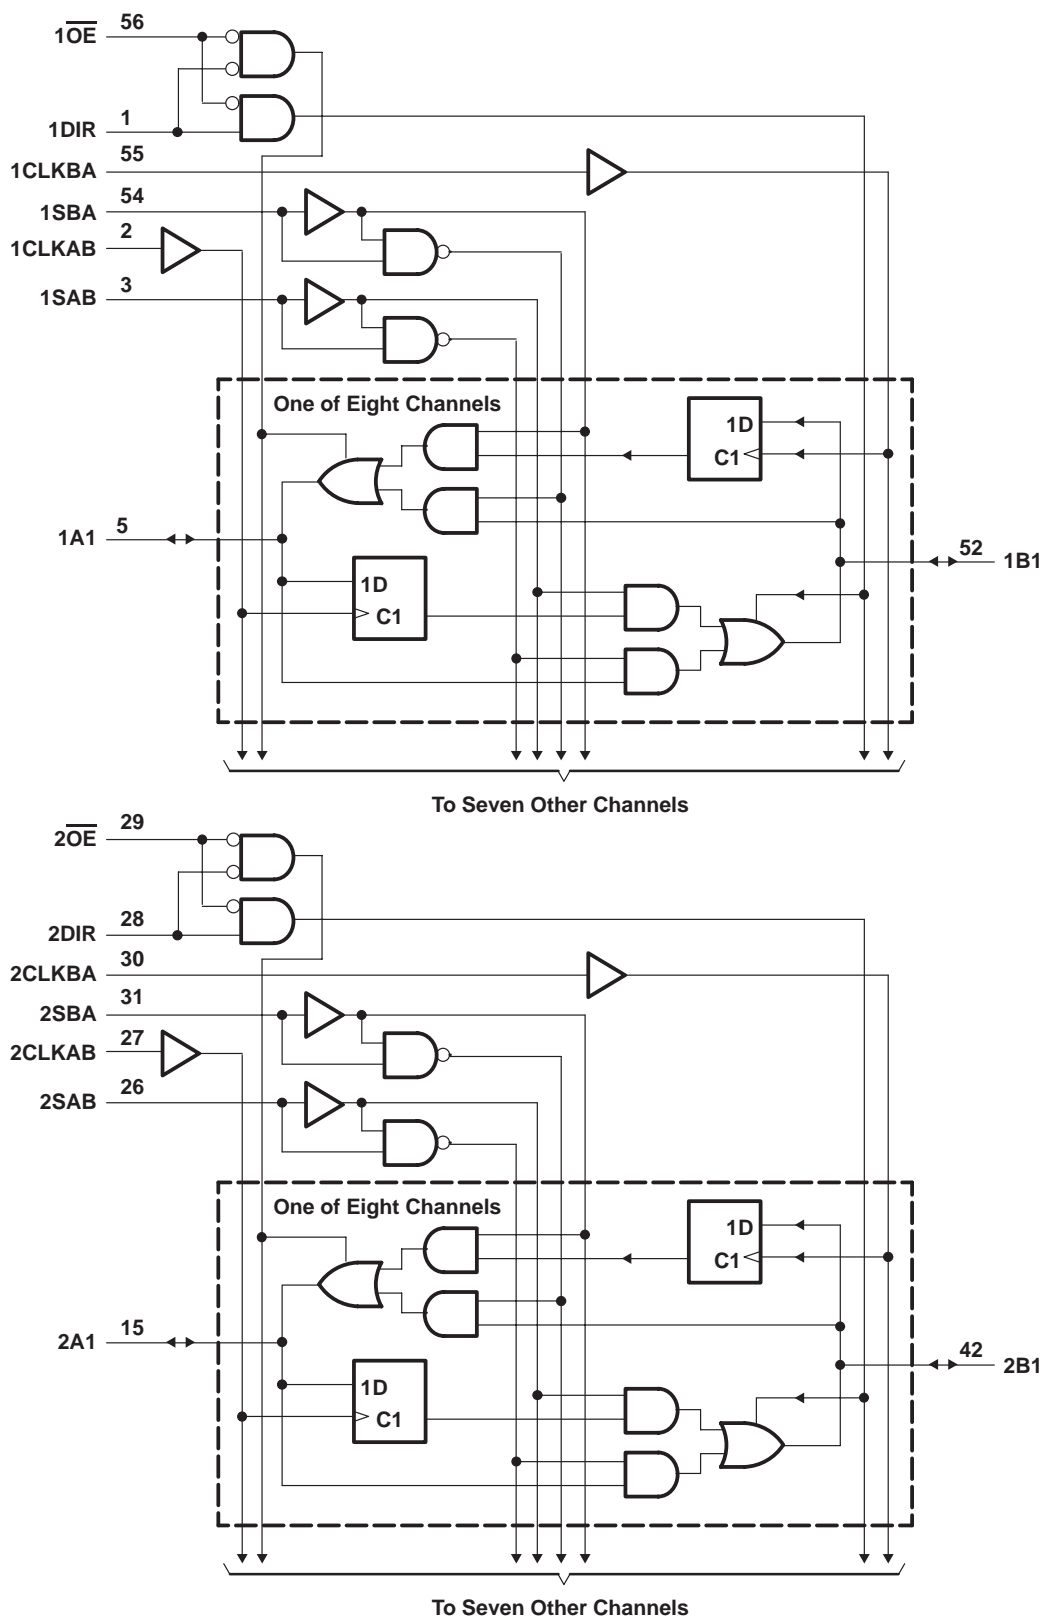 1O̅E̅ 56
1DIR 1
1CLKBA 55
1SBA 54
1CLKAB 2
1SAB 3
One of Eight Channels
1D
C1
1A1 5
52 1B1
1D
C1
To Seven Other Channels
2O̅E̅ 29
2DIR 28
2CLKBA 30
2SBA 31
2CLKAB 27
2SAB 26
One of Eight Channels
1D
C1
2A1 15
42 2B1
1D
C1
To Seven Other Channels